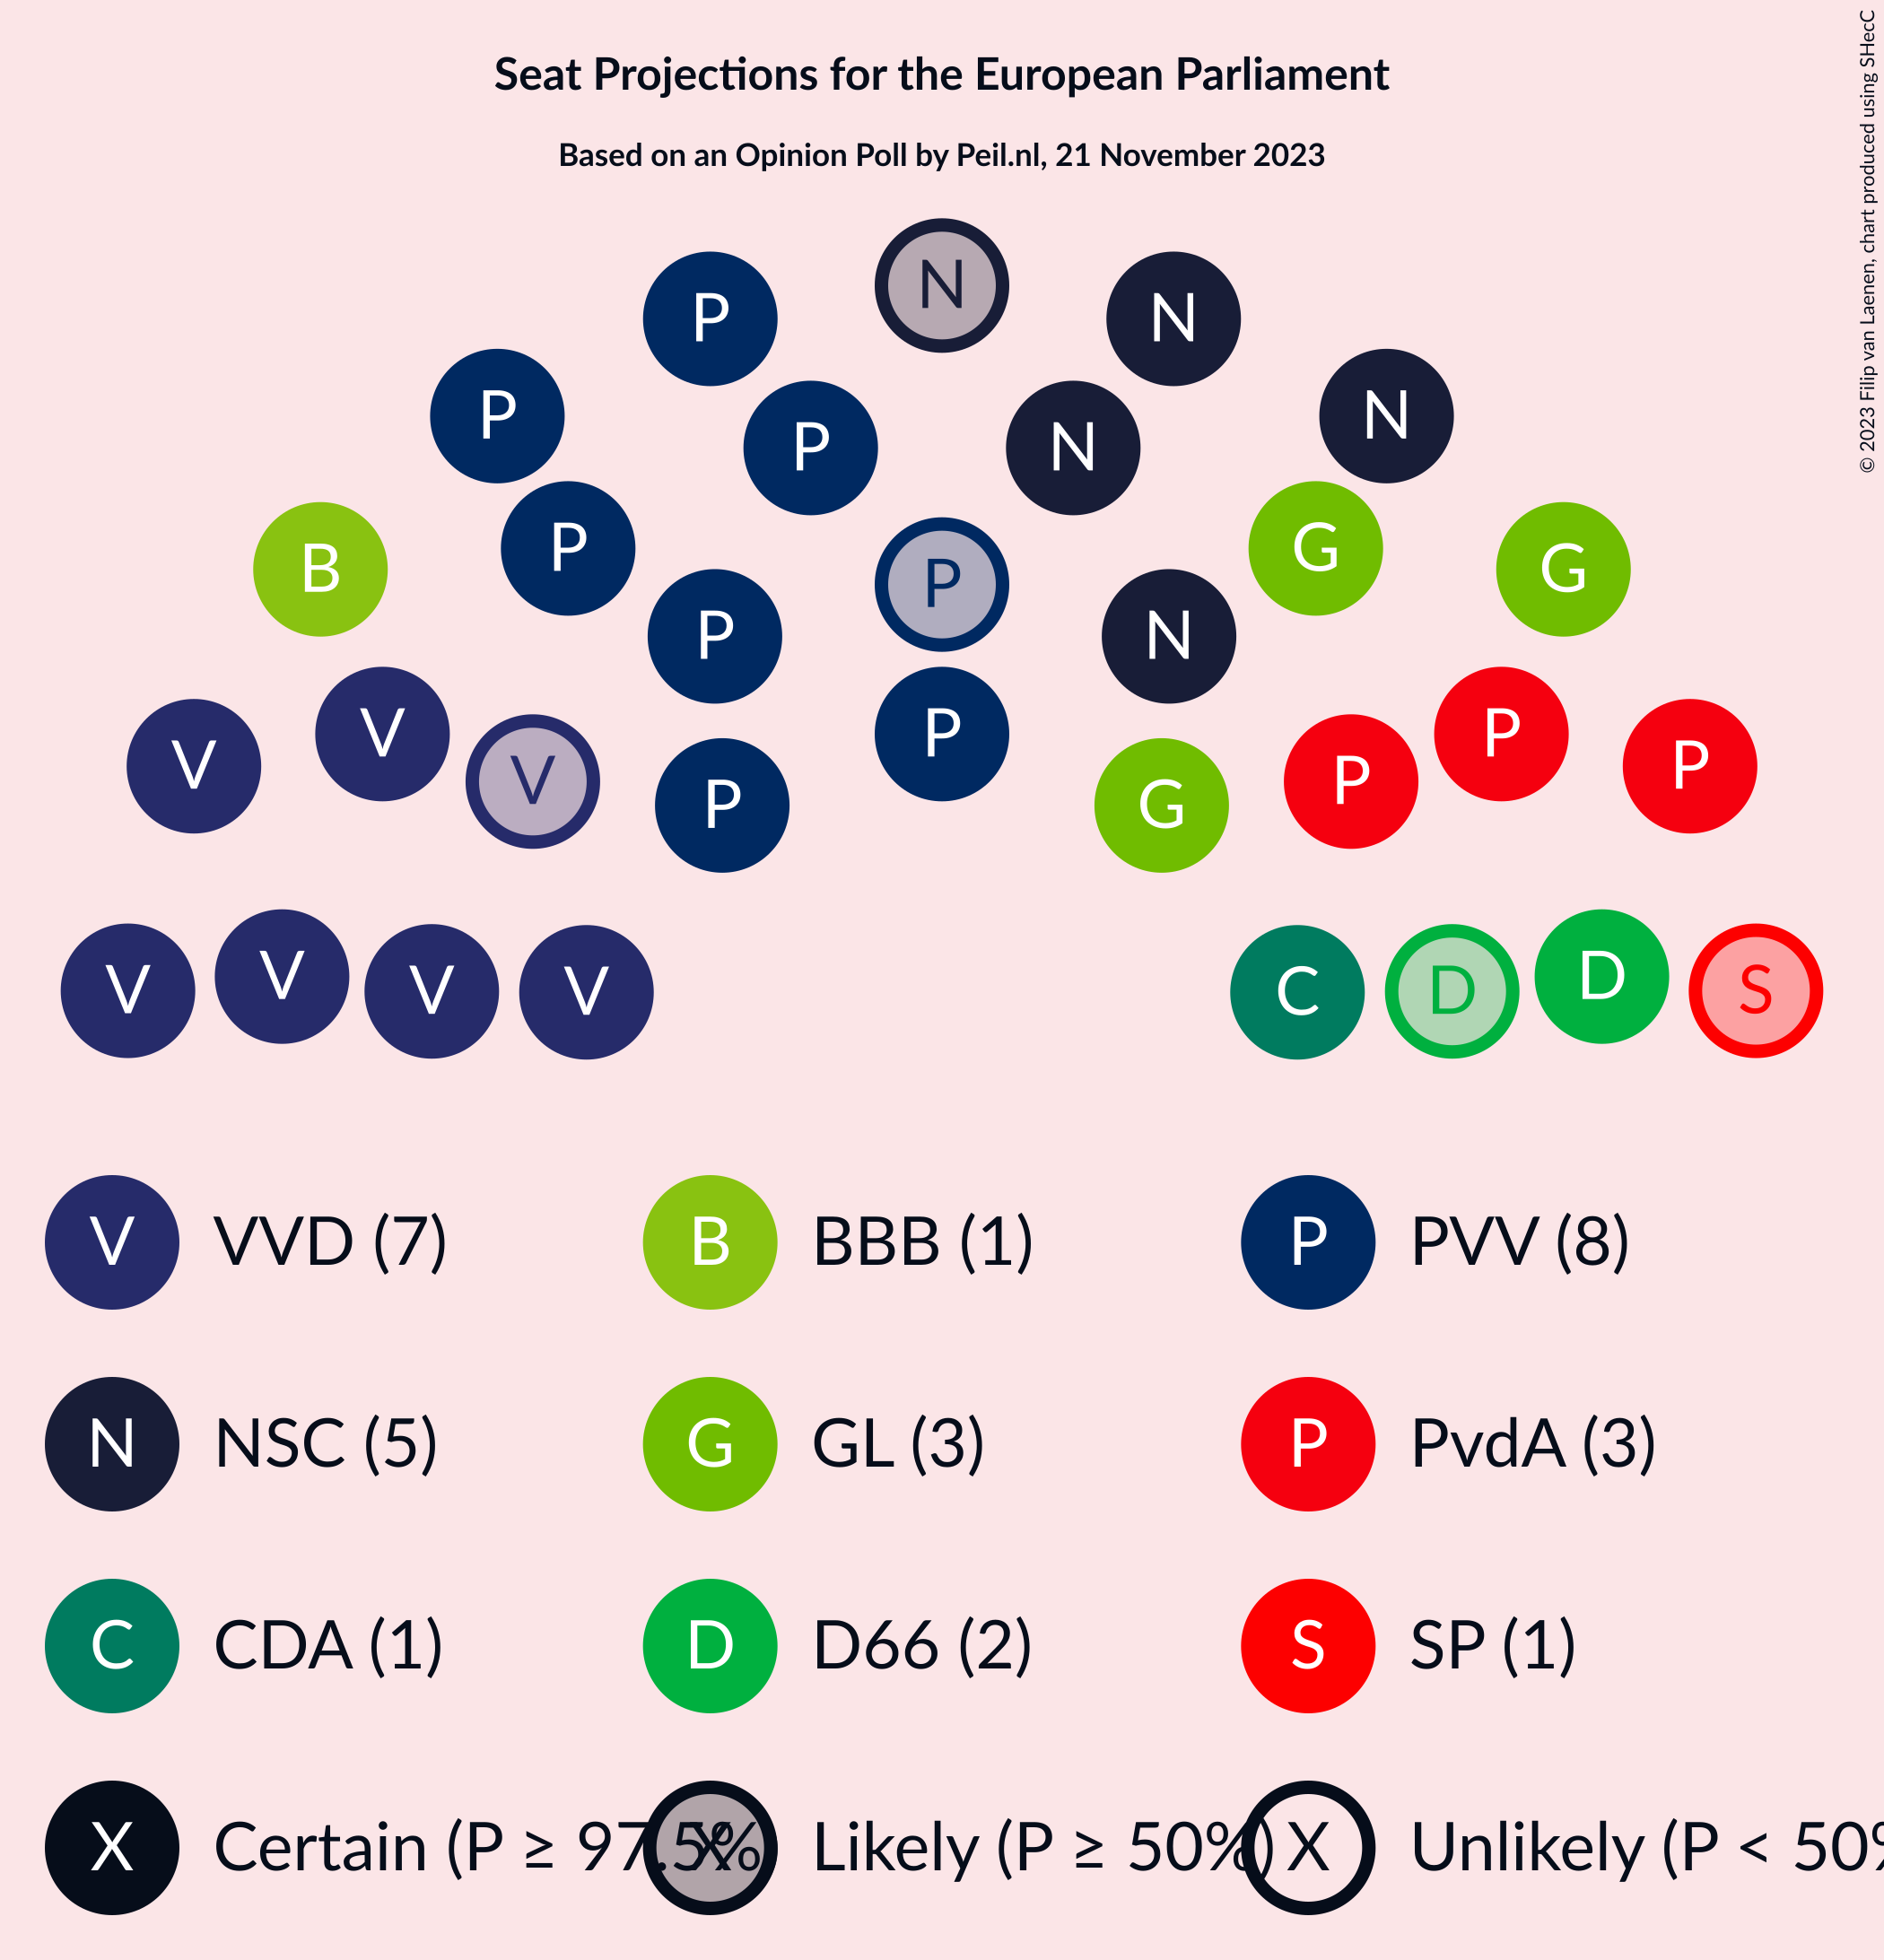 Seat Projections for the European Parliament
Based on an Opinion Poll by Peil.nl, 21 November 2023
© 2023 Filip van Laenen, chart produced using SHecC
N
P N
P N
P N
P G
B G
P
P N
V P P
V P P
V P
P G
V V
C S
V V D D
V VVD (7) B BBB (1) P PVV (8)
N NSC (5) G GL (3) P PvdA (3)
C CDA (1) D D66 (2) S SP (1)
X Certain (P ≥ 97.5% X Likely (P ≥ 50%) X Unlikely (P < 50%